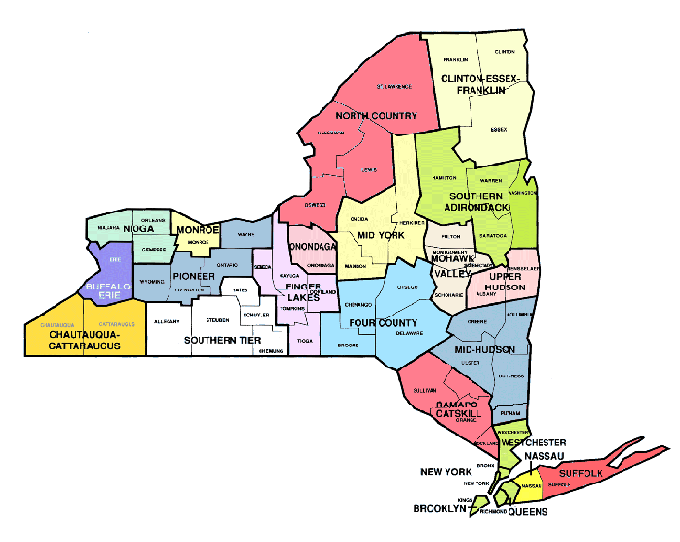 CLINTON
FRANKLIN
CLINTON-ESSEX-
FRANKLIN
ESSEX
ST. LAWRENCE
NORTH COUNTRY
LEWIS
OSWEGO
HAMILTON
WARREN
WASHINGTON
SOUTHERN
ADIRONDACK
SARATOGA
ONEIDA
HERKIMER
MID YORK
MADISON
FULTON
MONTGOMERY
MOHAWK
VALLEY
SCHOHARIE
RENSSELAER
UPPER
HUDSON
ALBANY
ORLEANS
NIAGARA
NIOGA
GENESEE
MONROE
MONROE
WAYNE
ONONDAGA
ONONDAGA
SENECA
CAYUGA
FINGER
LAKES
CORTLAND
TOMPKINS
TIOGA
ERIE
BUFFALO-
ERIE
WYOMING
PIONEER
ONTARIO
YATES
CHAUTAUQUA
CATTARAUGUS
CHAUTAUQUA-
CATTARAUGUS
ALLEGANY
STEUBEN
SCHUYLER
SOUTHERN TIER
CHEMUNG
CHENANGO
OTSEGO
FOUR COUNTY
DELAWARE
BROOME
GREENE
COLUMBIA
MID-HUDSON
ULSTER
DUTCHESS
PUTNAM
SULLIVAN
RAMAPO
CATSKILL
ORANGE
ROCKLAND
WESTCHESTER
WESTCHESTER
NASSAU
BRONX
NEW YORK
NEW YORK
NASSAU
SUFFOLK
SUFFOLK
KINGS
BROOKLYN
RICHMOND
QUEENS